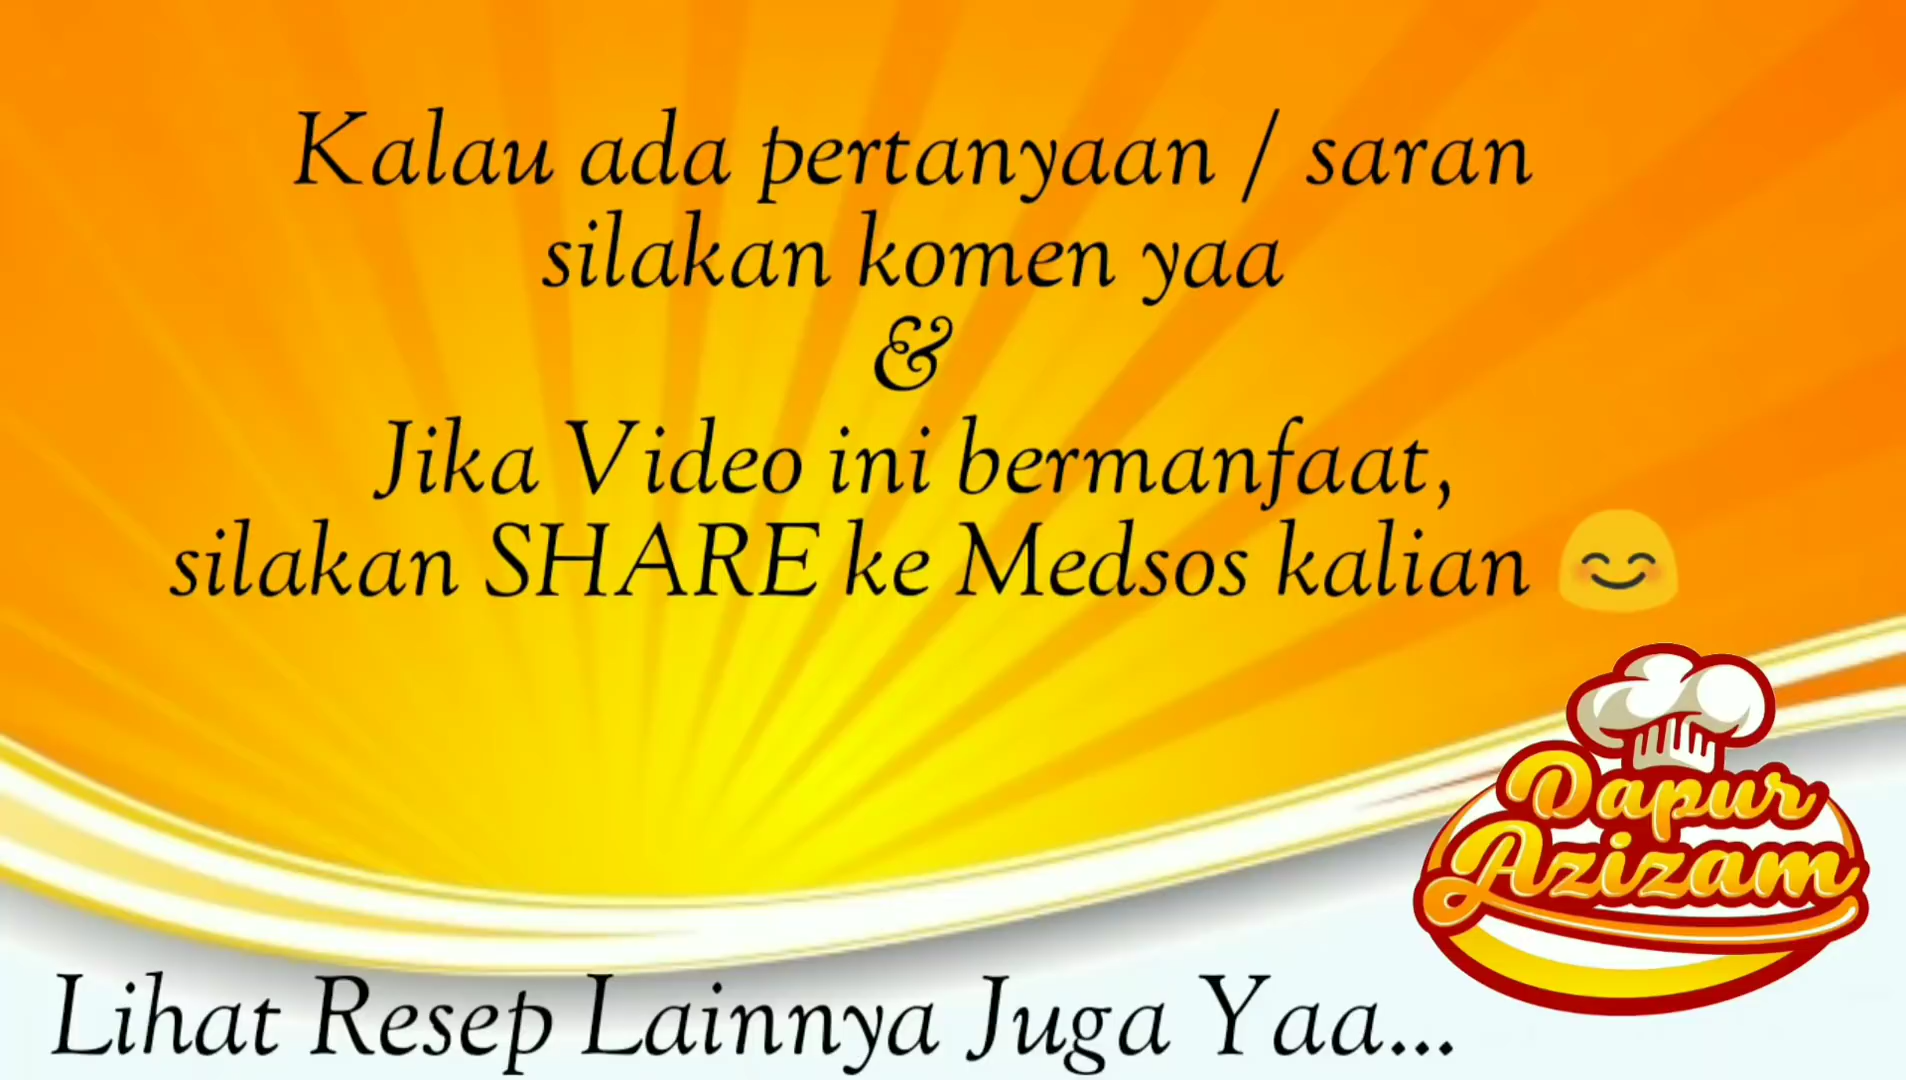 Kalau ada pertanyaan / saran
silakan komen yaa
&
Jika Video ini bermanfaat,
silakan SHARE ke Medsos kalian 😊
Dapur
Azizam
Lihat Resep Lainnya Juga Yaa...